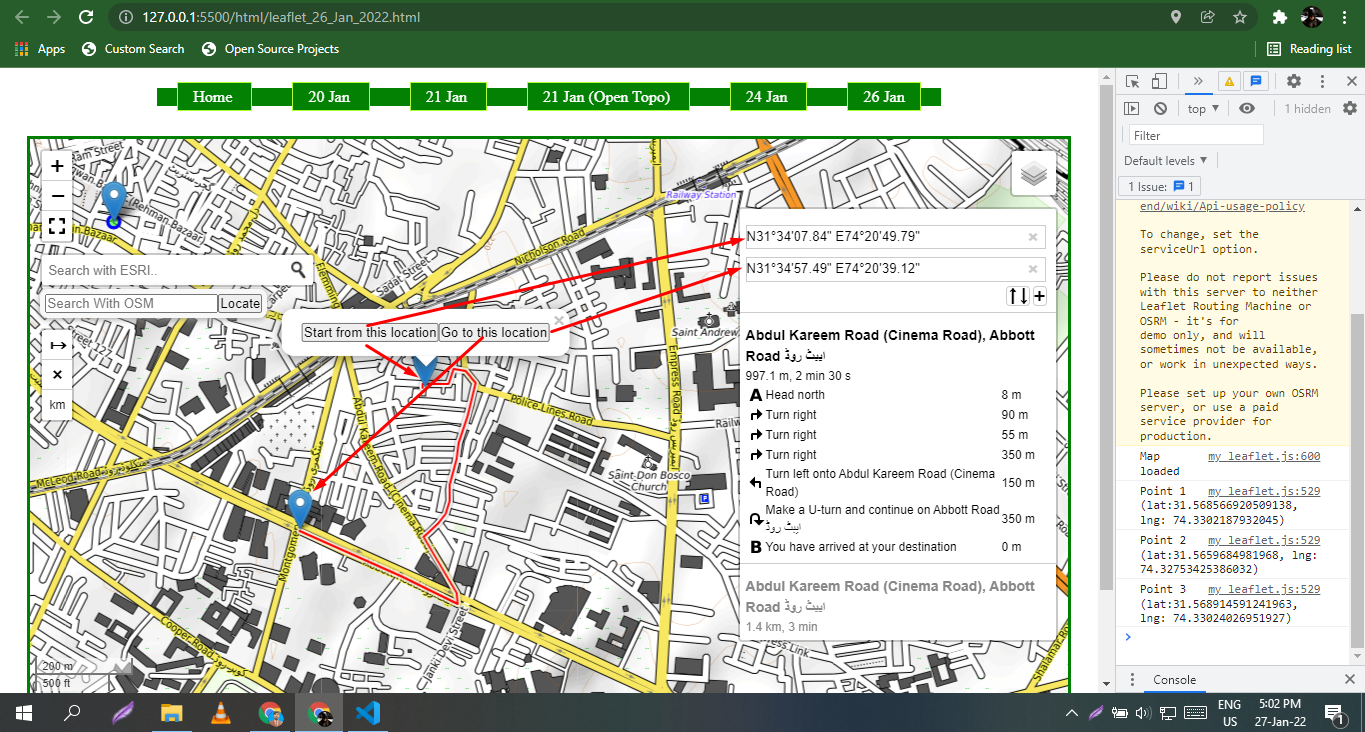 127.0.0.1:5500/html/leaflet_26_Jan_2022.html
Apps
Custom Search
Open Source Projects
Reading list
Home
20 Jan
21 Jan
21 Jan (Open Topo)
24 Jan
26 Jan
+
−
Search with ESRI..
Search With OSM
Locate
km
Start from this location
Go to this location
Railway Station
Nicholson Road
Sadat Street
Police Lines Road
Empress Road
Saint Andrew
Saint Don Bosco
Church
Abdul Kareem Road (Cinema Road)
McLeod Road
Cooper Road
Janki Devi Street
200 m
500 ft
N31°34'07.84" E74°20'49.79"
N31°34'57.49" E74°20'39.12"
Abdul Kareem Road (Cinema Road), Abbott
Road ایبٹ روڈ
997.1 m, 2 min 30 s
A Head north 8 m
Turn right 90 m
Turn right 55 m
Turn right 350 m
Turn left onto Abdul Kareem Road (Cinema
Road) 150 m
Make a U-turn and continue on Abbott Road
ایبٹ روڈ 350 m
B You have arrived at your destination 0 m
Abdul Kareem Road (Cinema Road), Abbott
Road ایبٹ روڈ
1.4 km, 3 min
top
1 hidden
Filter
Default levels
1 Issue: 1
end/wiki/Api-usage-policy
To change, set the
serviceUrl option.
Please do not report issues
with this server to neither
Leaflet Routing Machine or
OSRM - it's for
demo only, and will
sometimes not be available,
or work in unexpected ways.
Please set up your own OSRM
server, or use a paid
service provider for
production.
Map my_leaflet.js:600
loaded
Point 1 my_leaflet.js:529
(lat:31.568566920509138,
lng: 74.3302187932045)
Point 2 my_leaflet.js:529
(lat:31.5659684981968, lng:
74.32753425386032)
Point 3 my_leaflet.js:529
(lat:31.568914591241963,
lng: 74.33024026951927)
Console
ENG
US
5:02 PM
27-Jan-22
1